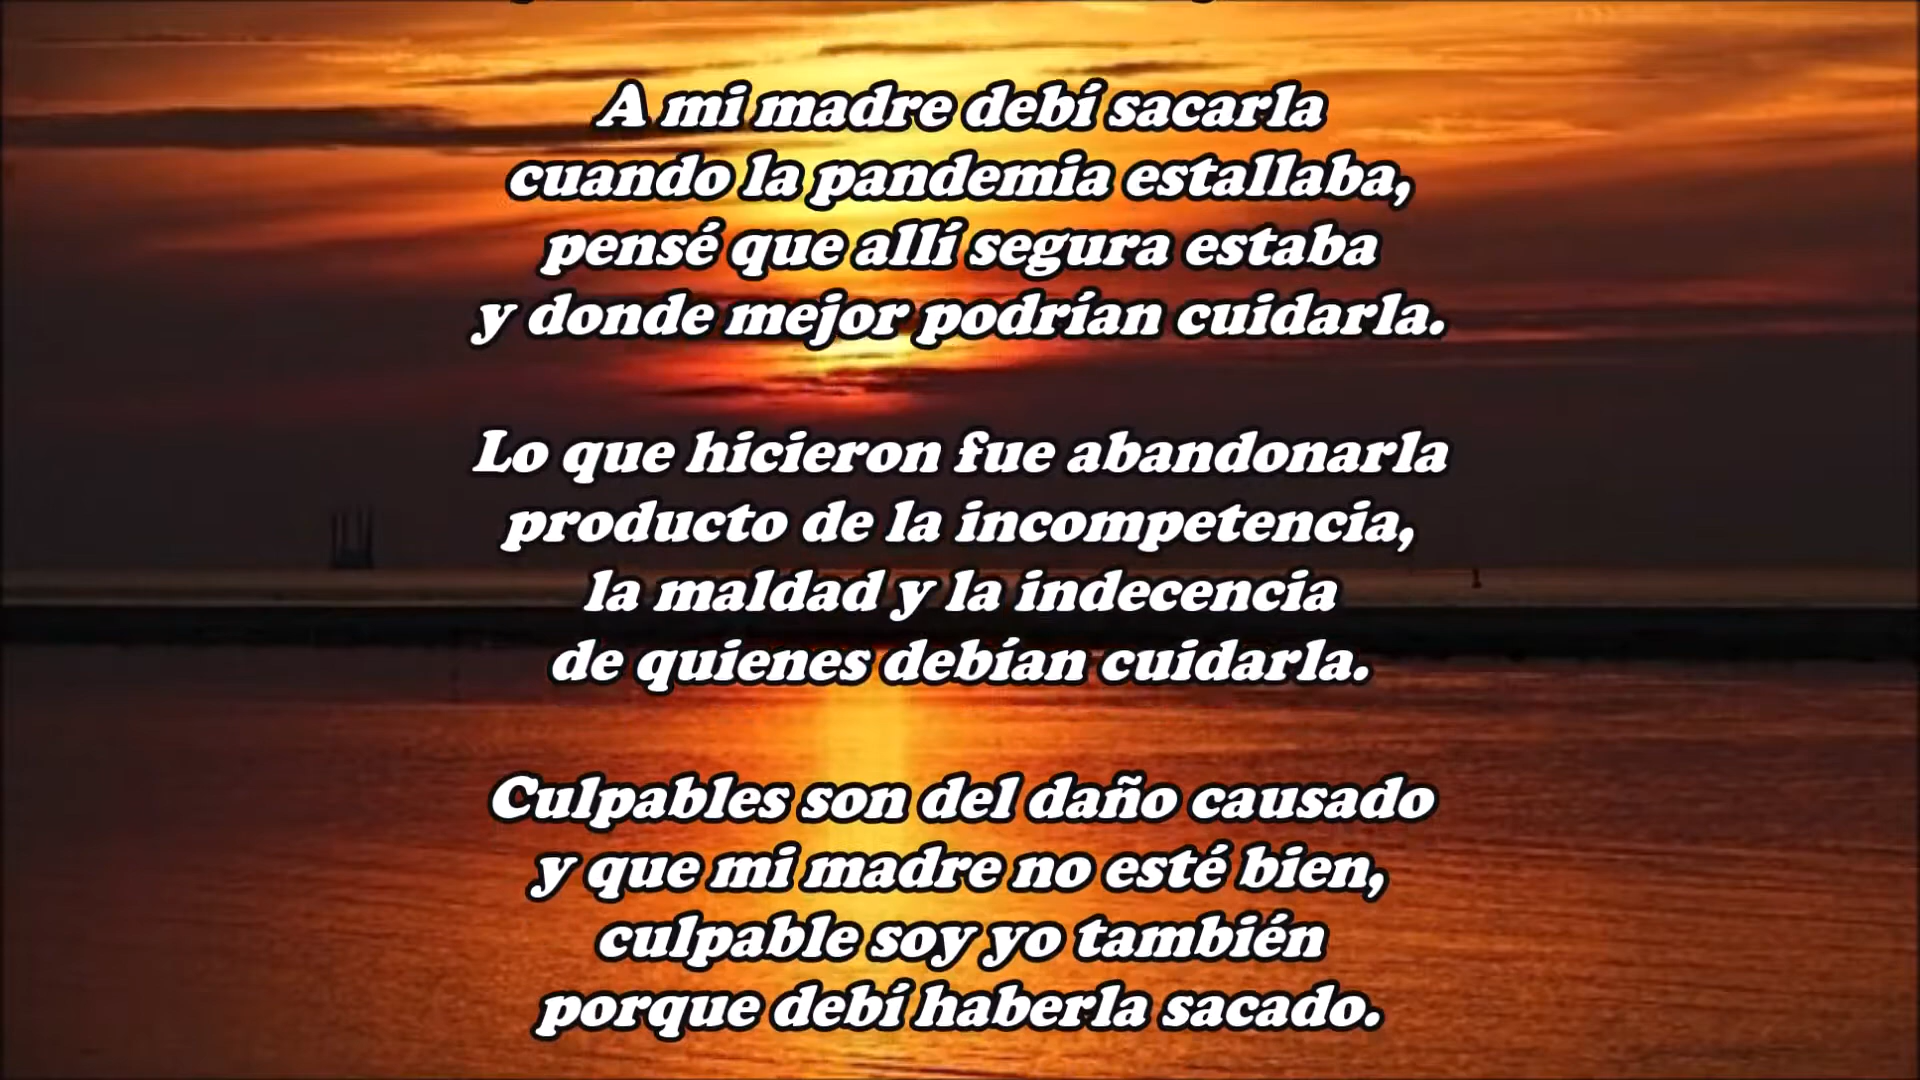 A mi madre debí sacarla
cuando la pandemia estallaba,
pensé que allí segura estaba
y donde mejor podrían cuidarla.
Lo que hicieron fue abandonarla
producto de la incompetencia,
la maldad y la indecencia
de quienes debían cuidarla.
Culpables son del daño causado
y que mi madre no esté bien,
culpable soy yo también
porque debí haberla sacado.